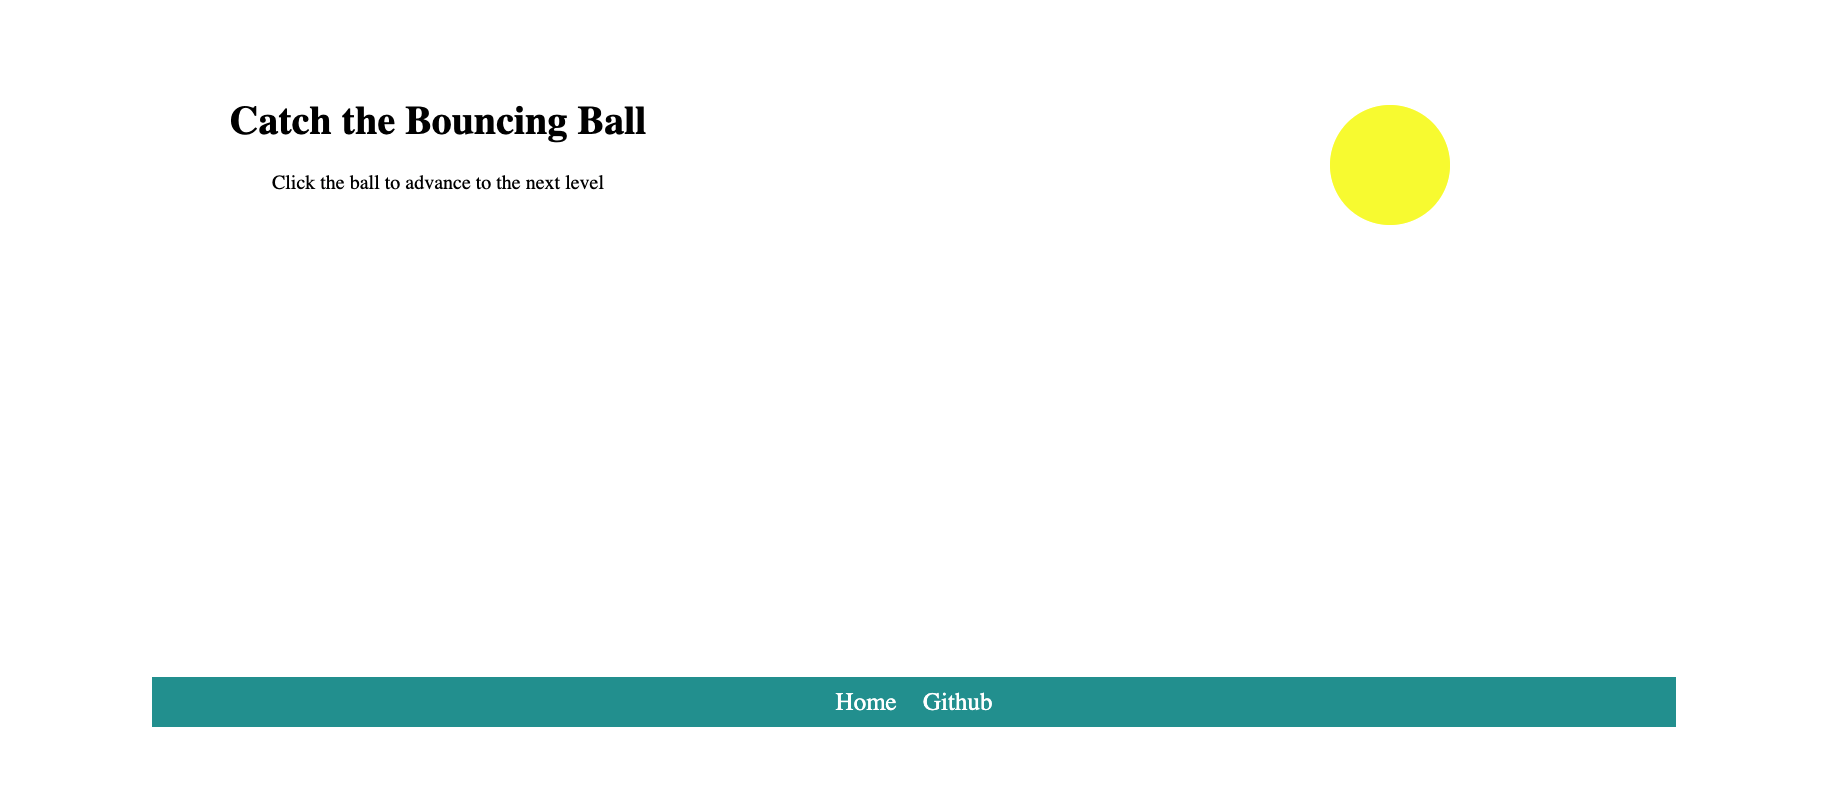 Catch the Bouncing Ball
Click the ball to advance to the next level
Home Github